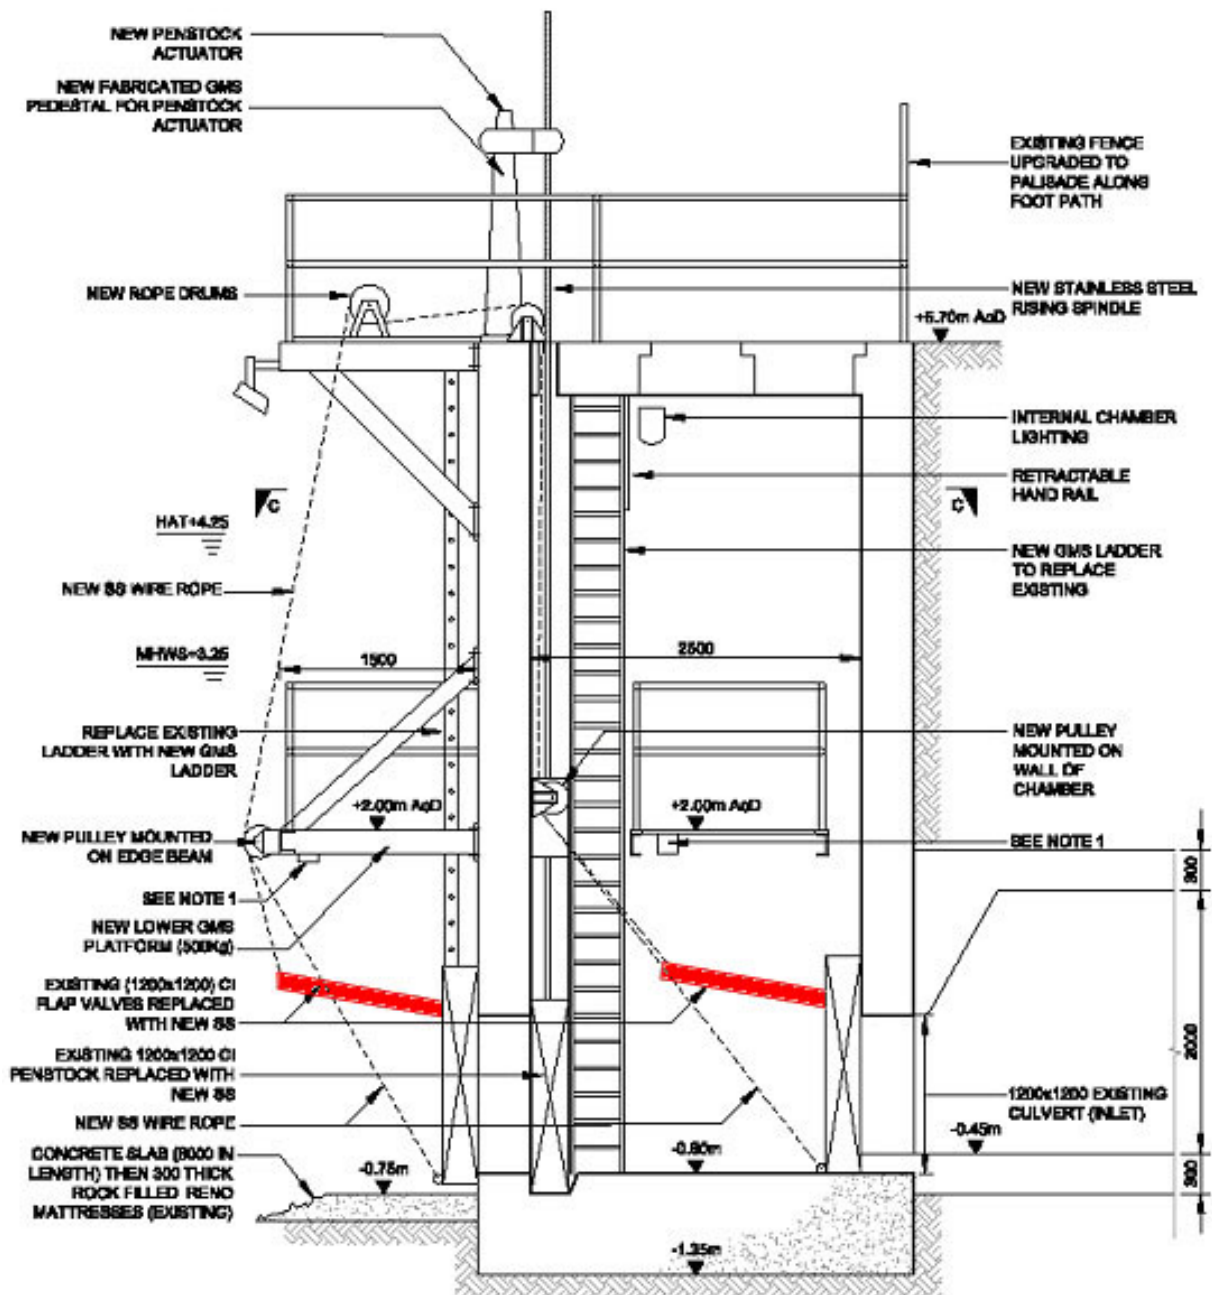 NEW PENSTOCK
ACTUATOR
NEW FABRICATED GMS
PEDESTAL FOR PENSTOCK
ACTUATOR
EXISTING FENCE
UPGRADED TO
PALISADE ALONG
FOOT PATH
NEW ROPE DRUMS
NEW STAINLESS STEEL
RISING SPINDLE
+5.70m AoD
INTERNAL CHAMBER
LIGHTING
RETRACTABLE
HAND RAIL
C
C
HAT+4.25
NEW SS WIRE ROPE
NEW GMS LADDER
TO REPLACE
EXISTING
MHWS+3.25
1500
2500
REPLACE EXISTING
LADDER WITH NEW GMS
LADDER
NEW PULLEY
MOUNTED ON
WALL OF
CHAMBER
+2.00m AoD
+2.00m AoD
NEW PULLEY MOUNTED
ON EDGE BEAM
SEE NOTE 1
SEE NOTE 1
300
NEW LOWER GMS
PLATFORM (500Kg)
EXISTING (1200x1200) CI
FLAP VALVES REPLACED
WITH NEW SS
2000
EXISTING 1200x1200 CI
PENSTOCK REPLACED WITH
NEW SS
1200x1200 EXISTING
CULVERT (INLET)
NEW SS WIRE ROPE
-0.45m
CONCRETE SLAB (6000 IN
LENGTH) THEN 300 THICK
ROCK FILLED RENO
MATTRESSES (EXISTING)
-0.75m
-0.60m
300
-1.35m